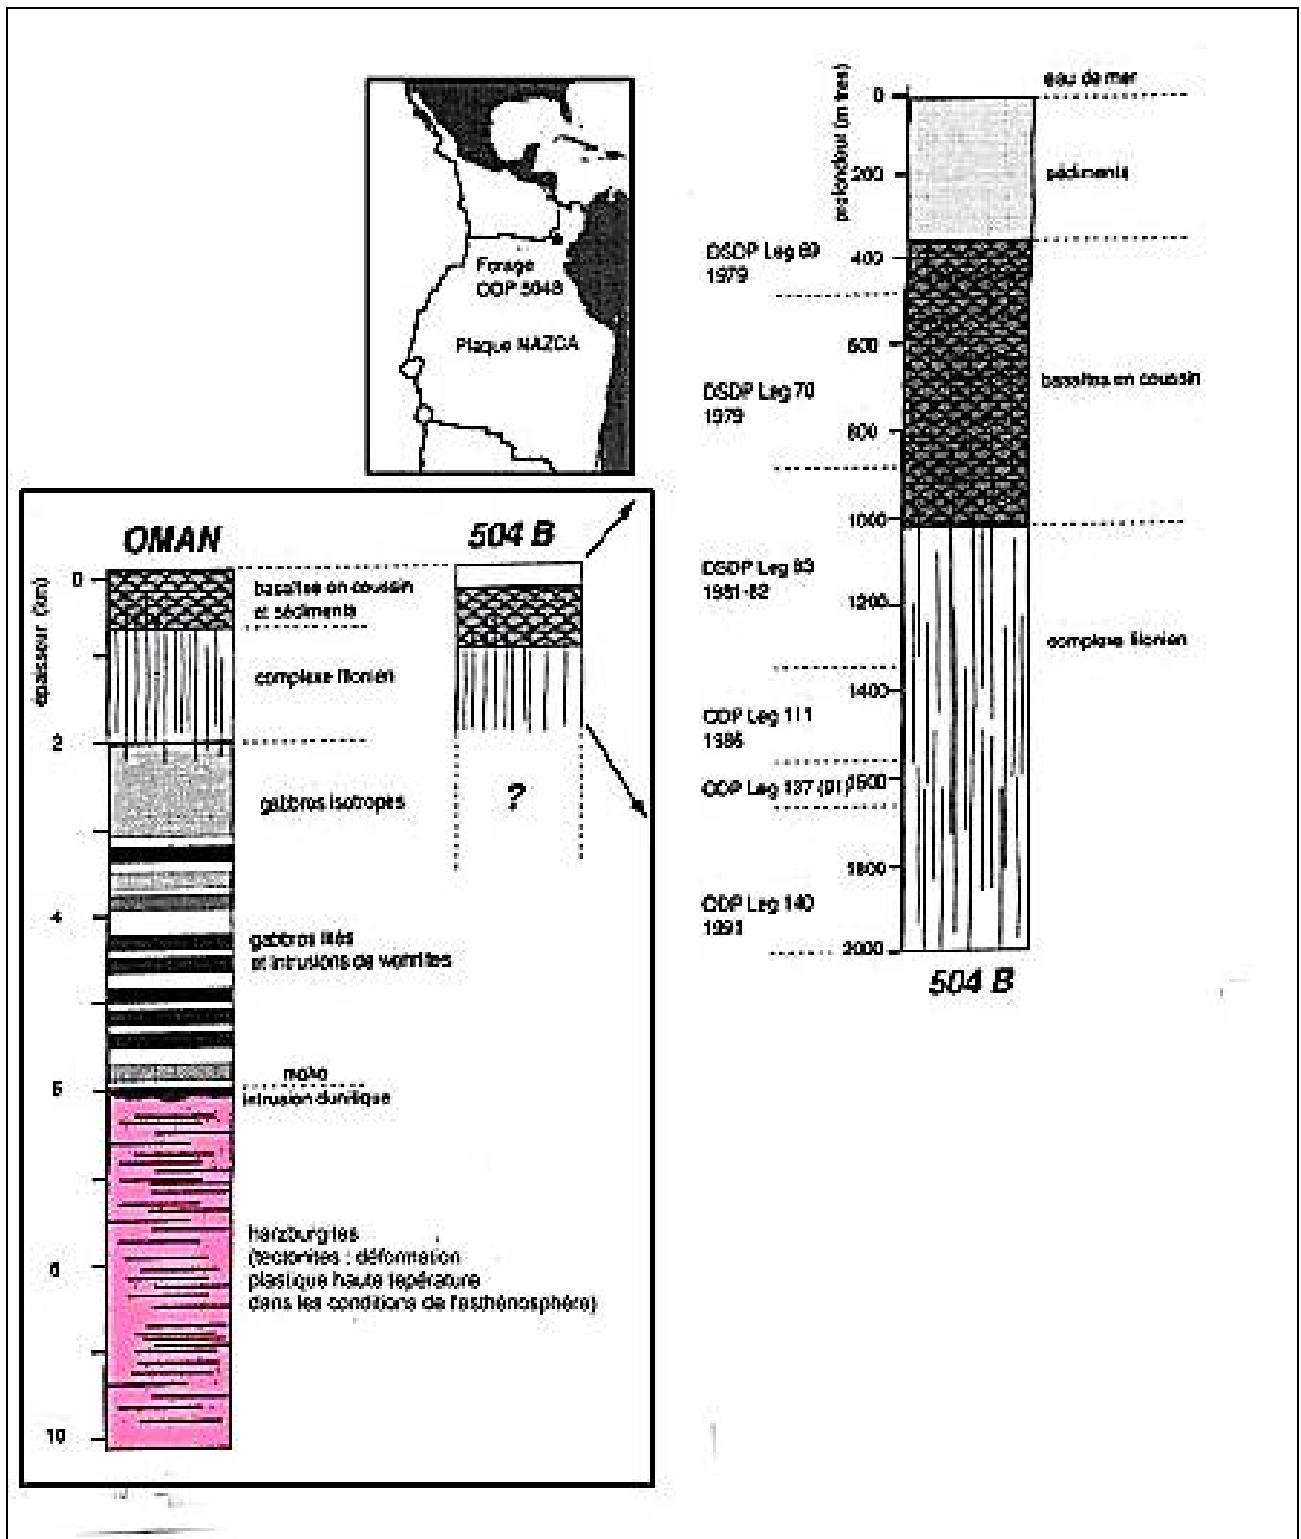 Forage
ODP 504B
Plaque NAZCA
profondeur (mètres)
eau de mer
0
200
sédiments
DSDP Leg 69
1979
400
600
DSDP Leg 70
1979
basaltes en coussin
800
1000
DSDP Leg 83
1981-82
1200
complexe filonien
1400
ODP Leg 111
1986
ODP Leg 137
1600
1800
ODP Leg 140
1991
2000
504 B
OMAN
504 B
épaisseur (km)
0
basaltes en coussin
et sédiments
complexe filonien
2
gabbros isotropes
?
4
gabbros lités
et intrusions de wehrlites
moho
6
intrusion dunitique
harzburgites
(tectonites : déformation
plastique haute tepérature
dans les conditions de l'asthénosphère)
8
10